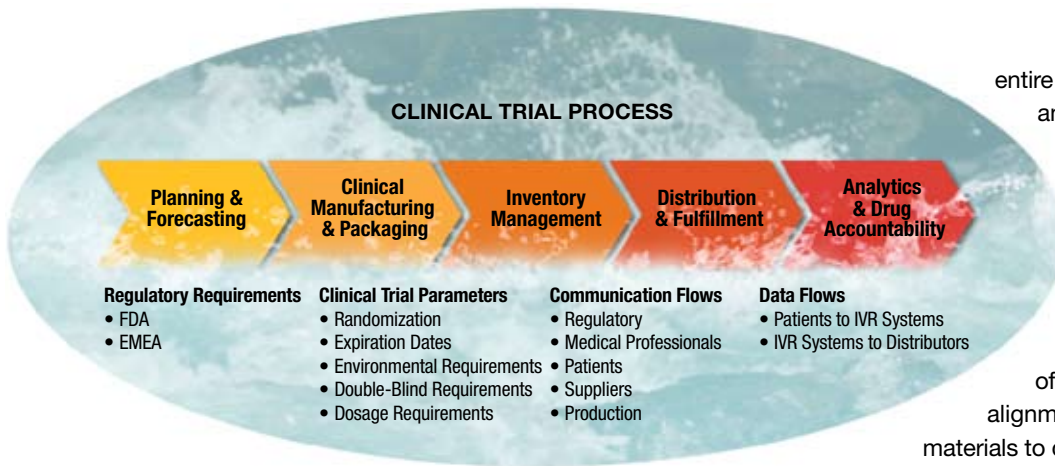 CLINICAL TRIAL PROCESS
Planning &
Forecasting
Clinical
Manufacturing
& Packaging
Inventory
Management
Distribution
& Fulfillment
Analytics
& Drug
Accountability
Regulatory Requirements
• FDA
• EMEA
Clinical Trial Parameters
• Randomization
• Expiration Dates
• Environmental Requirements
• Double-Blind Requirements
• Dosage Requirements
Communication Flows
• Regulatory
• Medical Professionals
• Patients
• Suppliers
• Production
Data Flows
• Patients to IVR Systems
• IVR Systems to Distributors
entire
of
materials to